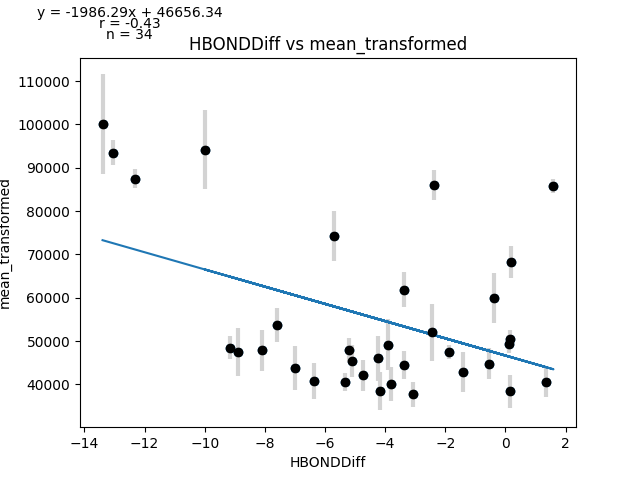 y = -1986.29x + 46656.34
r = -0.43
n = 34
HBONDDiff vs mean_transformed
110000
100000
90000
80000
70000
60000
50000
40000
mean_transformed
−14
−12
−10
−8
−6
−4
−2
0
2
HBONDDiff